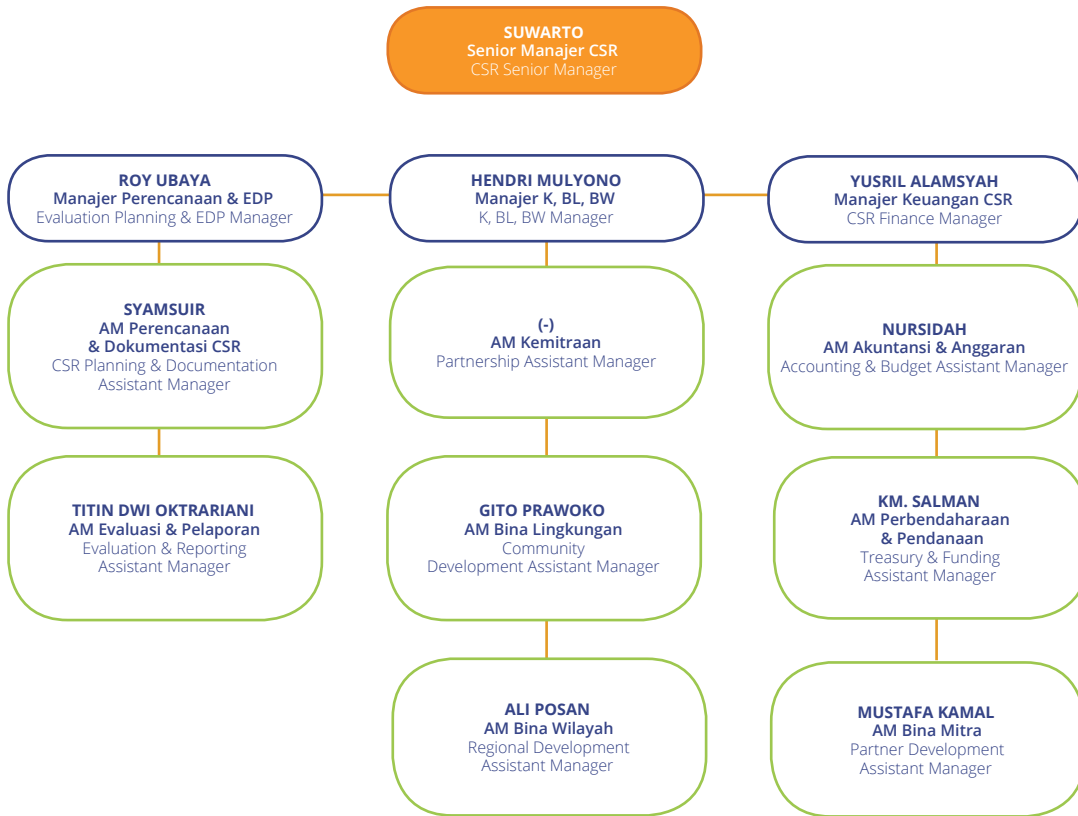 SUWARTO
Senior Manajer CSR
CSR Senior Manager
ROY UBAYA
Manajer Perencanaan & EDP
Evaluation Planning & EDP Manager
HENDRI MULYONO
Manajer K, BL, BW
K, BL, BW Manager
YUSRIL ALAMSYAH
Manajer Keuangan CSR
CSR Finance Manager
SYAMSUIR
AM Perencanaan
& Dokumentasi CSR
CSR Planning & Documentation
Assistant Manager
(-)
AM Kemitraan
Partnership Assistant Manager
NURSIDAH
AM Akuntansi & Anggaran
Accounting & Budget Assistant Manager
TITIN DWI OKTRARIANI
AM Evaluasi & Pelaporan
Evaluation & Reporting
Assistant Manager
GITO PRAWOKO
AM Bina Lingkungan
Community
Development Assistant Manager
KM. SALMAN
AM Perbendaharaan
& Pendanaan
Treasury & Funding
Assistant Manager
ALI POSAN
AM Bina Wilayah
Regional Development
Assistant Manager
MUSTAFA KAMAL
AM Bina Mitra
Partner Development
Assistant Manager